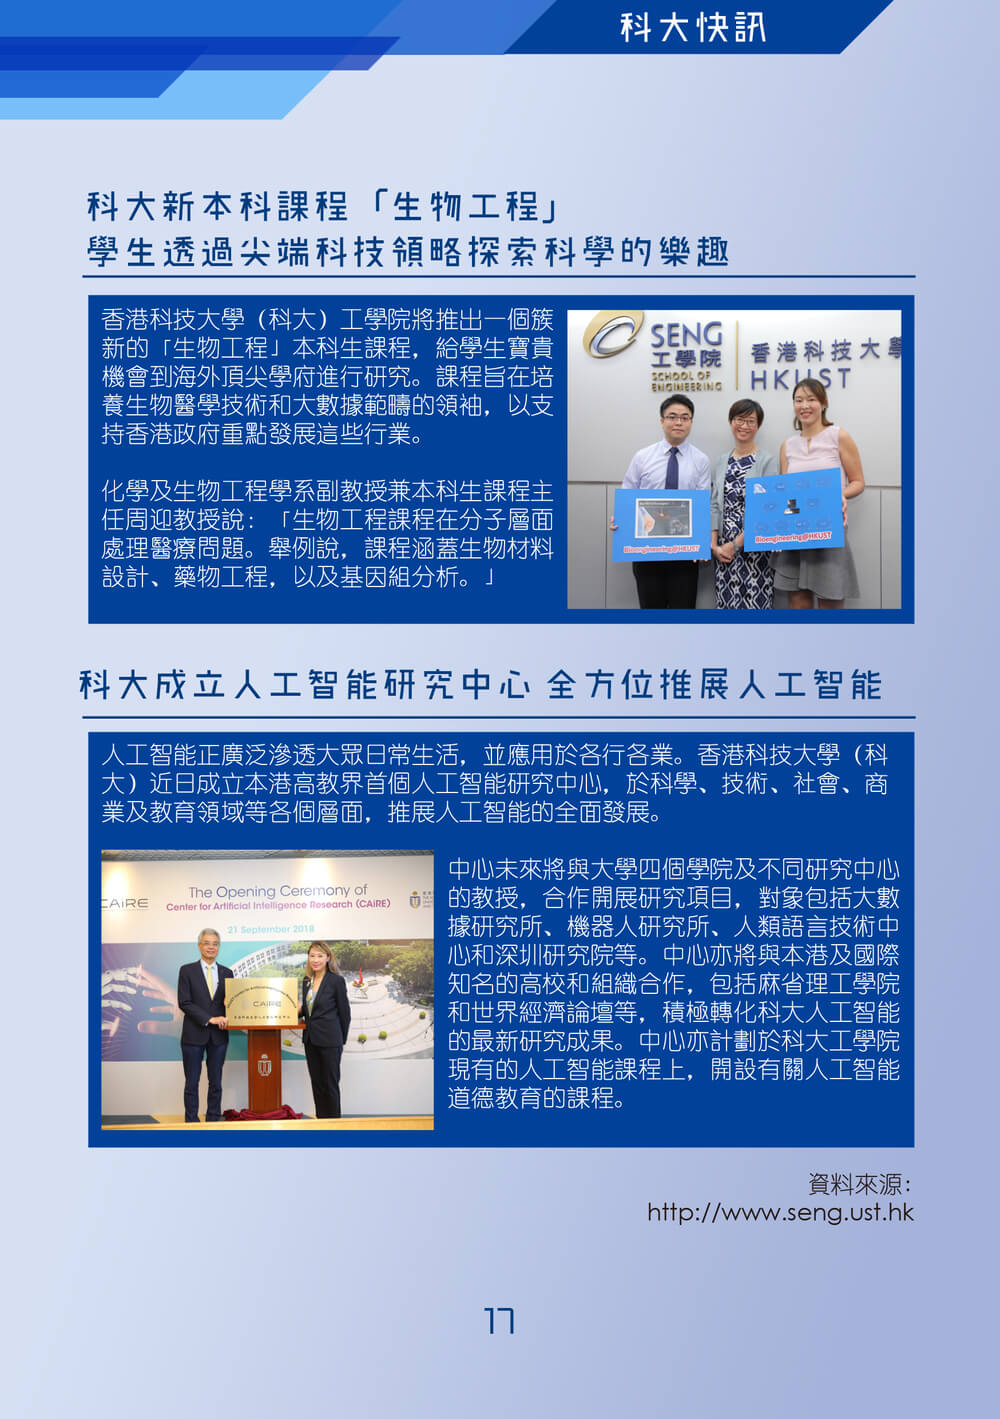 科大快訊
科大新本科課程「生物工程」
學生透過尖端科技領略探索科學的樂趣
香港科技大學（科大）工學院將推出一個簇
新的「生物工程」本科生課程，給學生寶貴
機會到海外頂尖學府進行研究。課程旨在培
養生物醫學技術和大數據範疇的領袖，以支
持香港政府重點發展這些行業。
化學及生物工程學系副教授兼本科生課程主
任周迎教授說：「生物工程課程在分子層面
處理醫療問題。舉例說，課程涵蓋生物材料
設計、藥物工程，以及基因組分析。」
SENG
工學院
SCHOOL OF
ENGINEERING
香港科技大學
HKUST
Bioengineering@HKUST
Bioengineering@HKUST
科大成立人工智能研究中心 全方位推展人工智能
人工智能正廣泛滲透大眾日常生活，並應用於各行各業。香港科技大學（科
大）近日成立本港高教界首個人工智能研究中心，於科學、技術、社會、商
業及教育領域等各個層面，推展人工智能的全面發展。
CAiRE
The Opening Ceremony of
Center for Artificial Intelligence Research (CAiRE)
21 September 2018
CAiRE
中心未來將與大學四個學院及不同研究中心
的教授，合作開展研究項目，對象包括大數
據研究所、機器人研究所、人類語言技術中
心和深圳研究院等。中心亦將與本港及國際
知名的高校和組織合作，包括麻省理工學院
和世界經濟論壇等，積極轉化科大人工智能
的最新研究成果。中心亦計劃於科大工學院
現有的人工智能課程上，開設有關人工智能
道德教育的課程。
資料來源：
http://www.seng.ust.hk
17